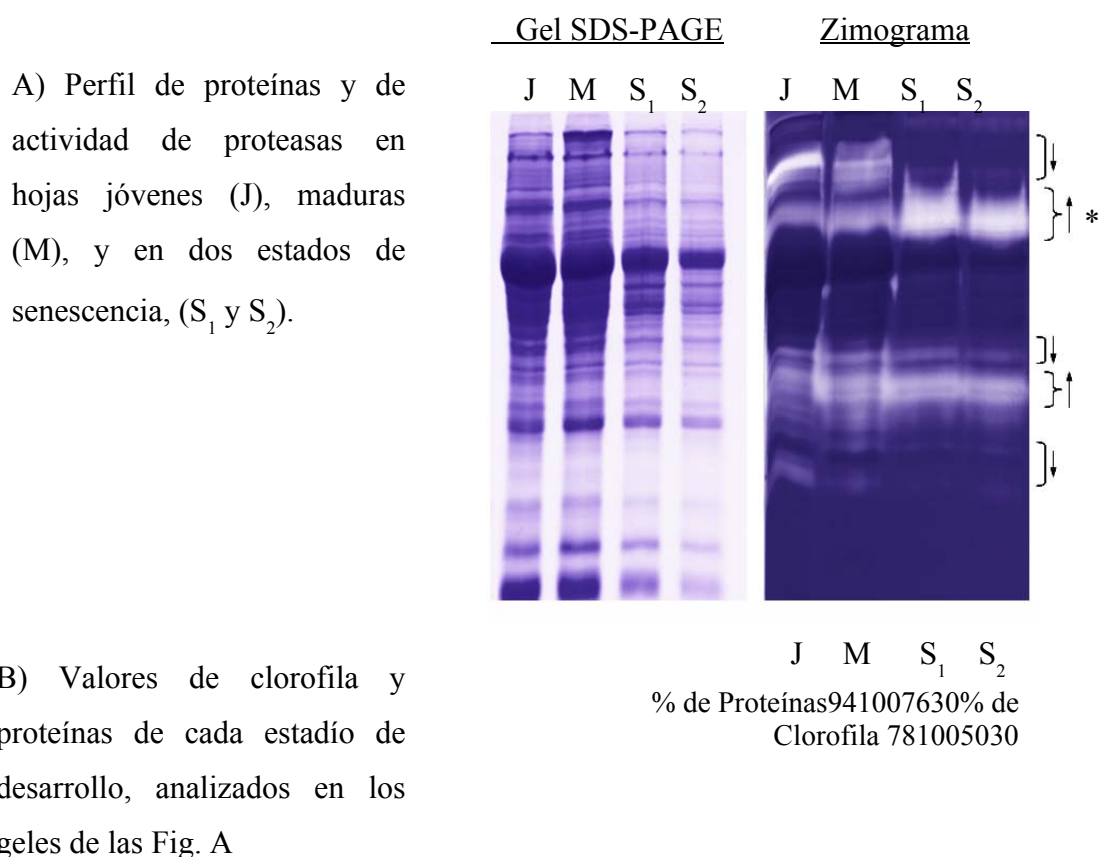 Gel SDS-PAGE Zimograma
A) Perfil de proteínas y de
actividad de proteasas en
hojas jóvenes (J), maduras
(M), y en dos estados de
senescencia, (S1 y S2).
J M S1 S2 J M S1 S2
*
J M S1 S2
% de Proteínas941007630% de
Clorofila 781005030
B) Valores de clorofila y
proteínas de cada estadío de
desarrollo, analizados en los
geles de las Fig. A